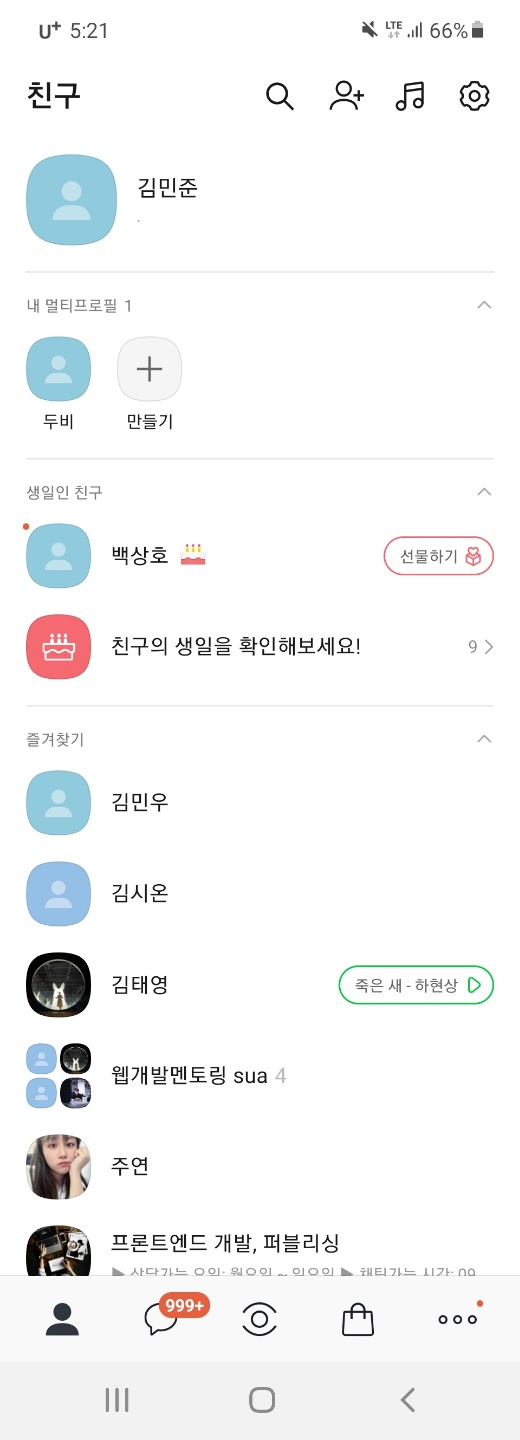 U+ 5:21 LTE 66%
친구
김민준
.
내 멀티프로필 1
두비 만들기
생일인 친구
백상호 선물하기
친구의 생일을 확인해보세요! 9
즐겨찾기
김민우
김시온
김태영 죽은 새 - 하현상
웹개발멘토링 sua 4
주연
프론트엔드 개발, 퍼블리싱
▶ 상담가능 요일: 월요일 ~ 일요일 ▶ 채팅가능 시간: 09
999+